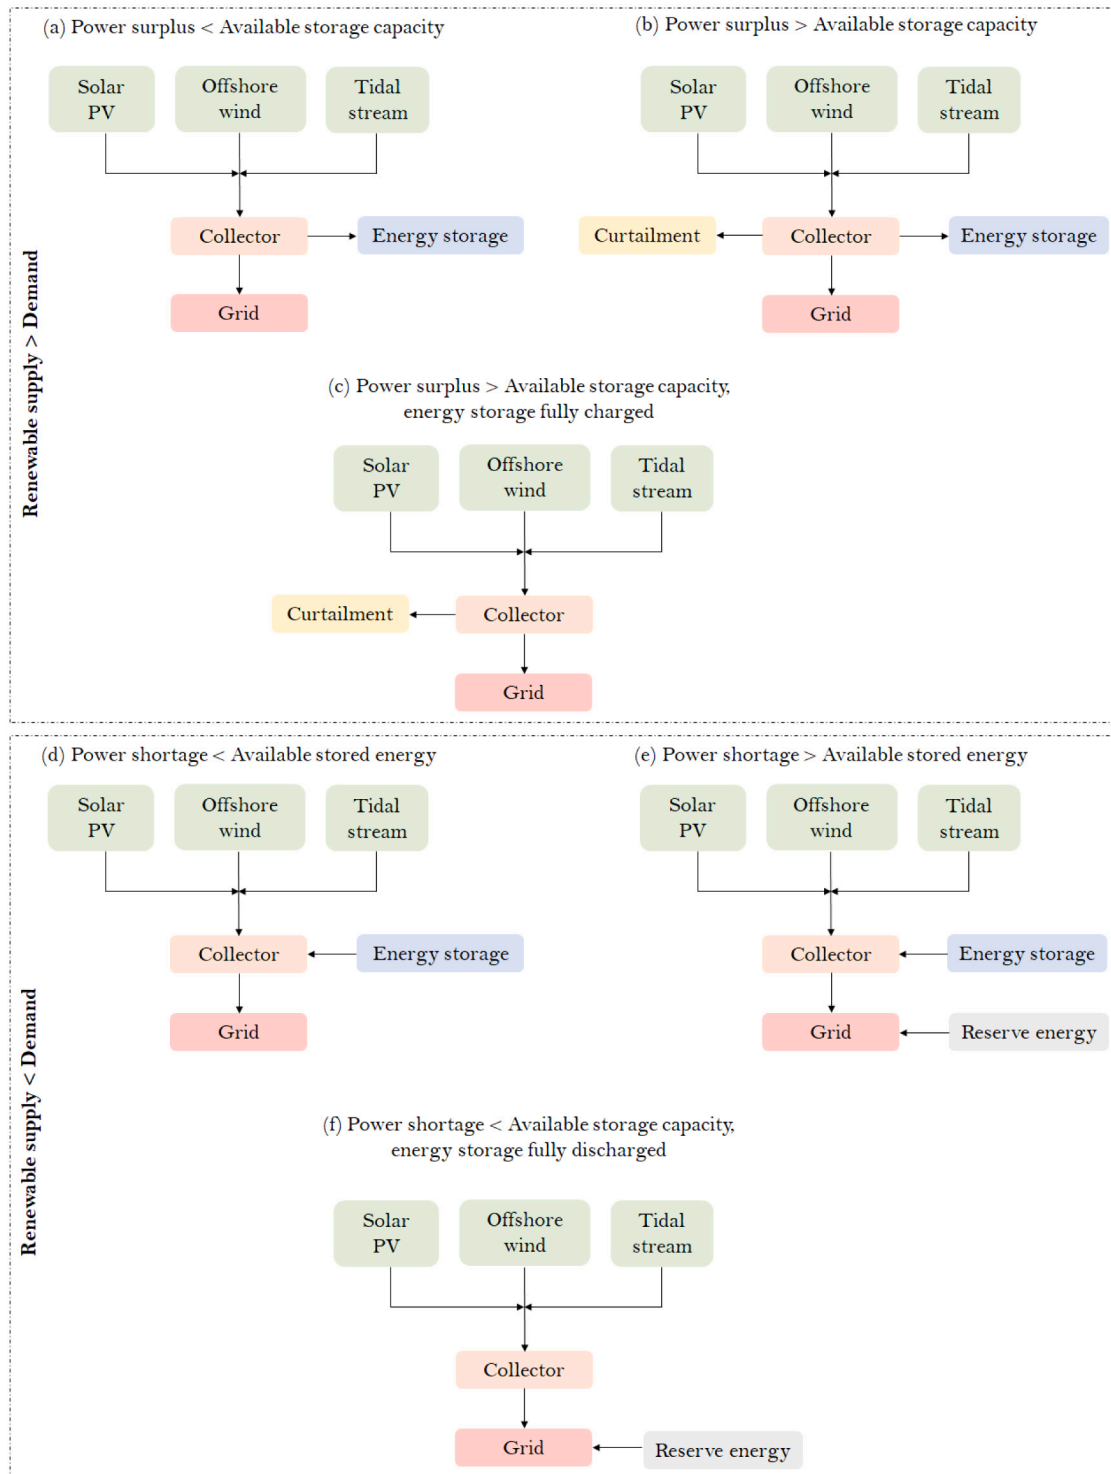 (a) Power surplus < Available storage capacity
Solar
PV
Offshore
wind
Tidal
stream
Collector
Energy storage
Grid
(b) Power surplus > Available storage capacity
Solar
PV
Offshore
wind
Tidal
stream
Curtailment
Collector
Energy storage
Grid
Renewable supply > Demand
(c) Power surplus > Available storage capacity,
energy storage fully charged
Solar
PV
Offshore
wind
Tidal
stream
Curtailment
Collector
Grid
(d) Power shortage < Available stored energy
Solar
PV
Offshore
wind
Tidal
stream
Collector
Energy storage
Grid
(e) Power shortage > Available stored energy
Solar
PV
Offshore
wind
Tidal
stream
Collector
Energy storage
Grid
Reserve energy
Renewable supply < Demand
(f) Power shortage < Available storage capacity,
energy storage fully discharged
Solar
PV
Offshore
wind
Tidal
stream
Collector
Grid
Reserve energy